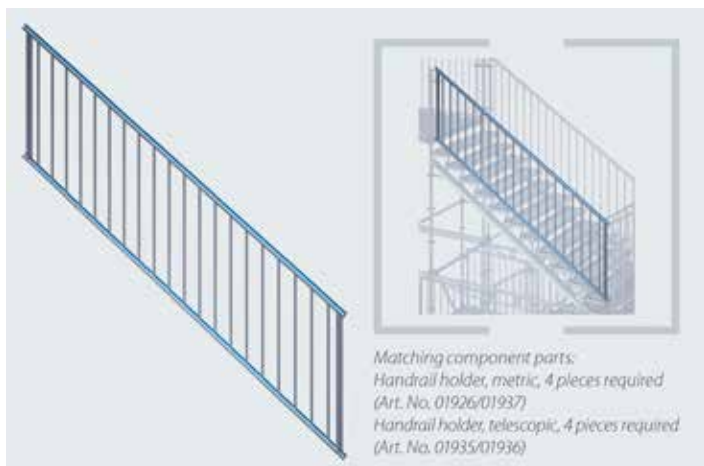 Matching component parts:
Handrail holder, metric, 4 pieces required
(Art. No. 01926/01937)
Handrail holder, telescopic, 4 pieces required
(Art. No. 01935/01936)